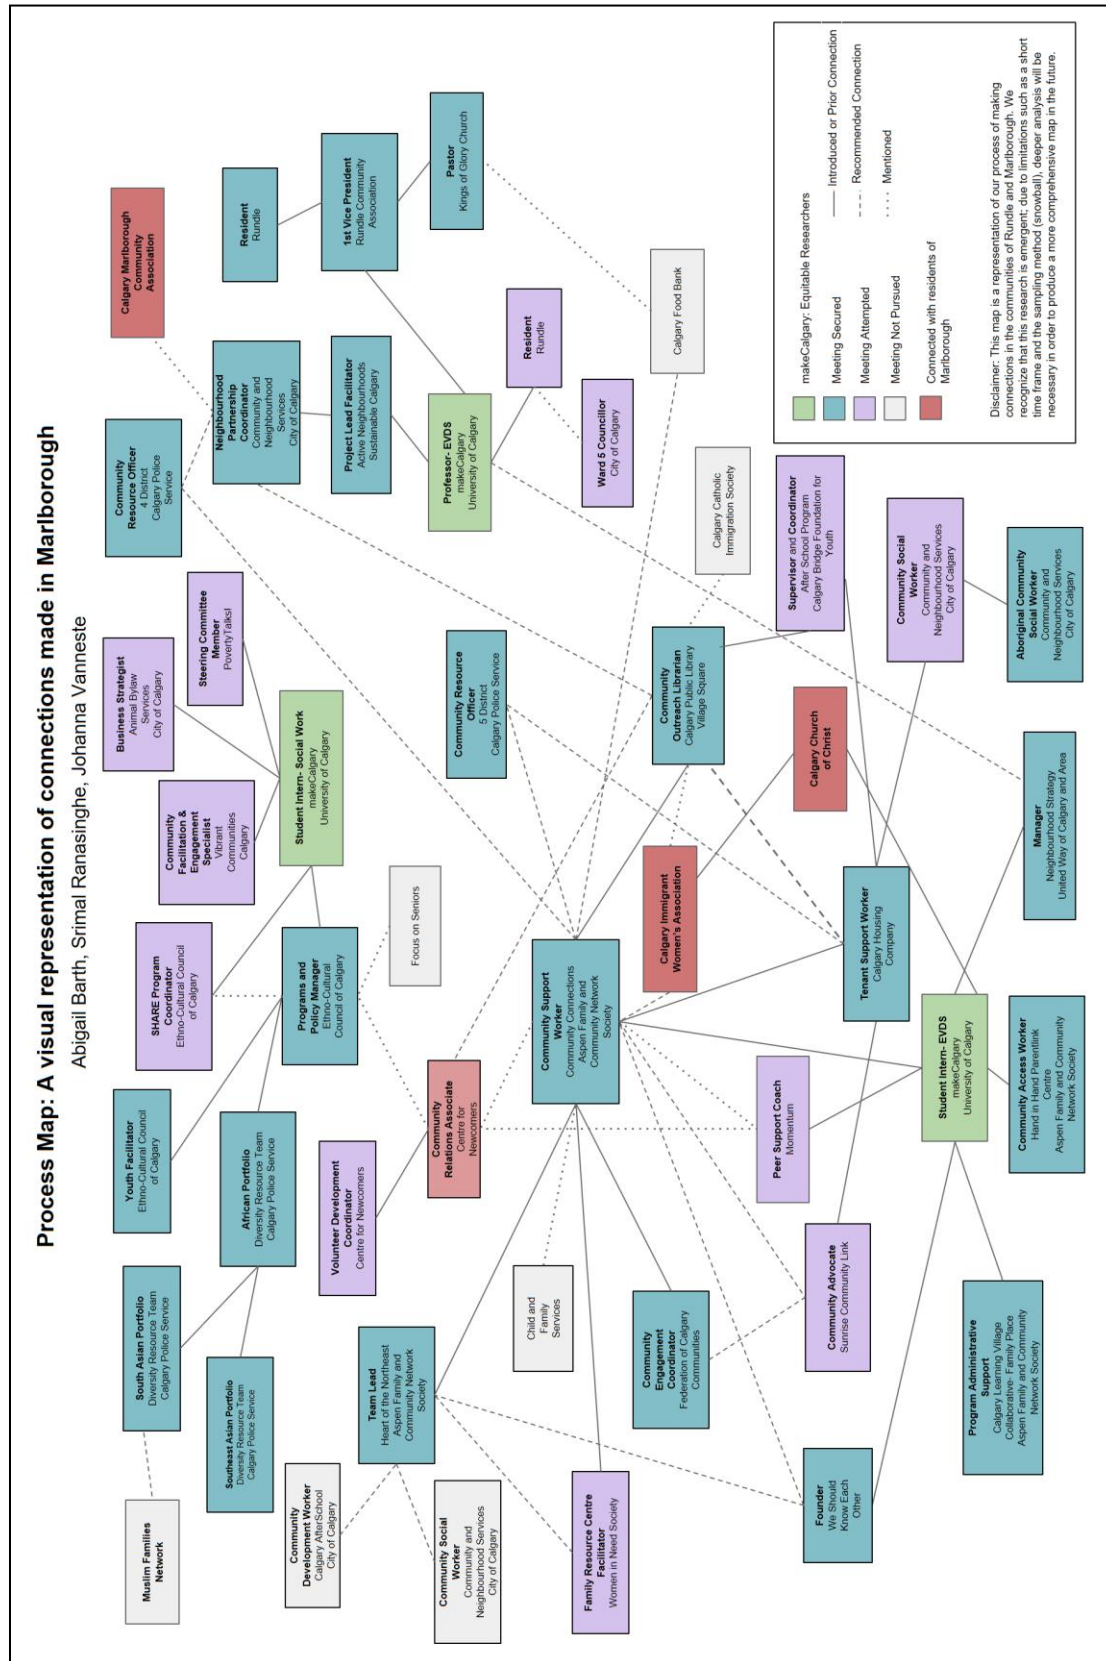 Process Map: A visual representation of connections made in Marlborough
Abigail Barth, Srimal Ranasinghe, Johanna Vanneste
Muslim Families
Network
South Asian Portfolio
Diversity Resource Team
Calgary Police Service
Southeast Asian Portfolio
Diversity Resource Team
Calgary Police Service
Youth Facilitator
Ethno-Cultural Council
of Calgary
African Portfolio
Diversity Resource Team
Calgary Police Service
SHARE Program
Coordinator
Ethno-Cultural Council
of Calgary
Programs and
Policy Manager
Ethno-Cultural
Council of Calgary
Community
Facilitation &
Engagement
Specialist
Vibrant
Communities
Calgary
Business Strategist
Animal Bylaw
Services
City of Calgary
Steering Committee
Member
PovertyTalks!
Student Intern- Social Work
makeCalgary
University of Calgary
Focus on Seniors
Community
Resource Officer
4 District
Calgary Police
Service
Calgary Marlborough
Community
Association
Neighbourhood
Partnership
Coordinator
Community and
Neighbourhood
Services
City of Calgary
Project Lead Facilitator
Active Neighbourhoods
Sustainable Calgary
Professor- EVDS
makeCalgary
University of Calgary
Resident
Rundle
1st Vice President
Rundle Community
Association
Pastor
Kings of Glory Church
Resident
Rundle
Ward 5 Councillor
City of Calgary
Calgary Food Bank
Calgary Catholic
Immigration Society
Community
Development Worker
Calgary AfterSchool
City of Calgary
Community Social
Worker
Community and
Neighbourhood Services
City of Calgary
Team Lead
Heart of the Northeast
Aspen Family and
Community Network
Society
Volunteer Development
Coordinator
Centre for Newcomers
Community
Relations Associate
Centre for
Newcomers
Community Resource
Officer
5 District
Calgary Police Service
Child and
Family
Services
Community Support
Worker
Community Connections
Aspen Family and
Community Network
Society
Community
Outreach Librarian
Calgary Public Library
Village Square
Family Resource Centre
Facilitator
Women in Need Society
Community
Engagement
Coordinator
Federation of Calgary
Communities
Calgary Immigrant
Women's Association
Calgary Church
of Christ
Supervisor and Coordinator
After School Program
Calgary Bridge Foundation for
Youth
Peer Support Coach
Momentum
Community Advocate
Sunrise Community Link
Tenant Support Worker
Calgary Housing
Company
Community Social
Worker
Community and
Neighbourhood Services
City of Calgary
Founder
We Should
Know Each
Other
Student Intern- EVDS
makeCalgary
University of Calgary
Program Administrative
Support
Calgary Learning Village
Collaborative- Family Place
Aspen Family and Community
Network Society
Community Access Worker
Hand in Hand Parentlink
Centre
Aspen Family and Community
Network Society
Manager
Neighbourhood Strategy
United Way of Calgary and Area
Aboriginal Community
Social Worker
Community and
Neighbourhood Services
City of Calgary
makeCalgary: Equitable Researchers
Meeting Secured
Meeting Attempted
Meeting Not Pursued
Connected with residents of
Marlborough
Introduced or Prior Connection
Recommended Connection
Mentioned
Disclaimer: This map is a representation of our process of making
connections in the communities of Rundle and Marlborough. We
recognize that this research is emergent; due to limitations such as a short
time frame and the sampling method (snowball), deeper analysis will be
necessary in order to produce a more comprehensive map in the future.